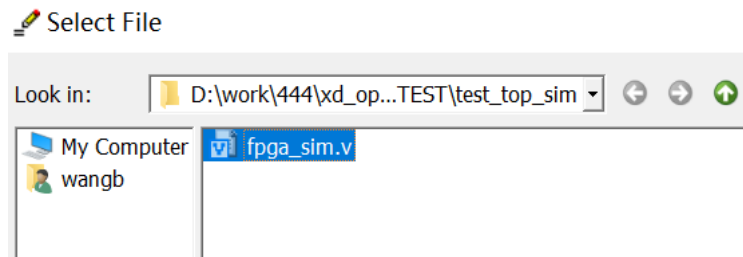 Select File
Look in: D:\work\444\xd_op...TEST\test_top_sim
My Computer
fpga_sim.v
wangb